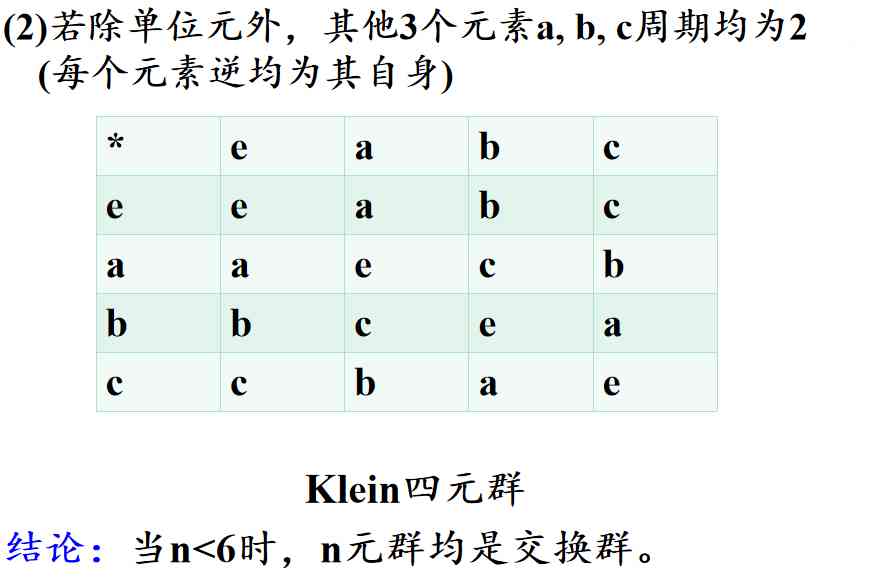 (2)若除单位元外，其他3个元素a, b, c周期均为2
(每个元素逆均为其自身)
* e a b c
e e a b c
a a e c b
b b c e a
c c b a e
Klein四元群
结论：当n<6时，n元群均是交换群。